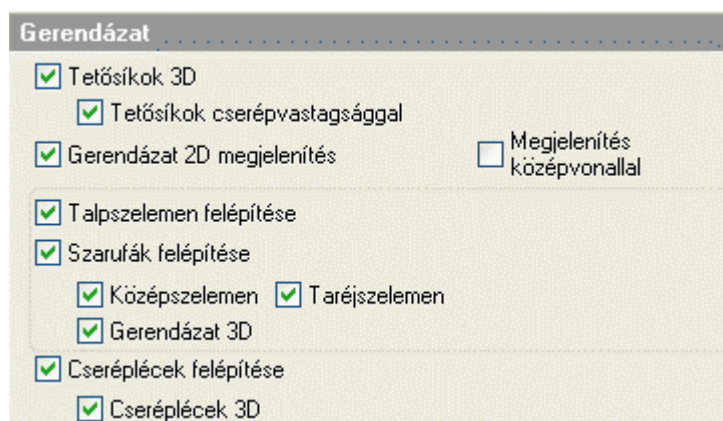 Gerendázat
Tetősíkok 3D
Tetősíkok cserépvastagsággal
Gerendázat 2D megjelenítés
Megjelenítés
középvonallal
Talpszelemen felépítése
Szarufák felépítése
Középszelemen Taréjszelemen
Gerendázat 3D
Cseréplécek felépítése
Cseréplécek 3D